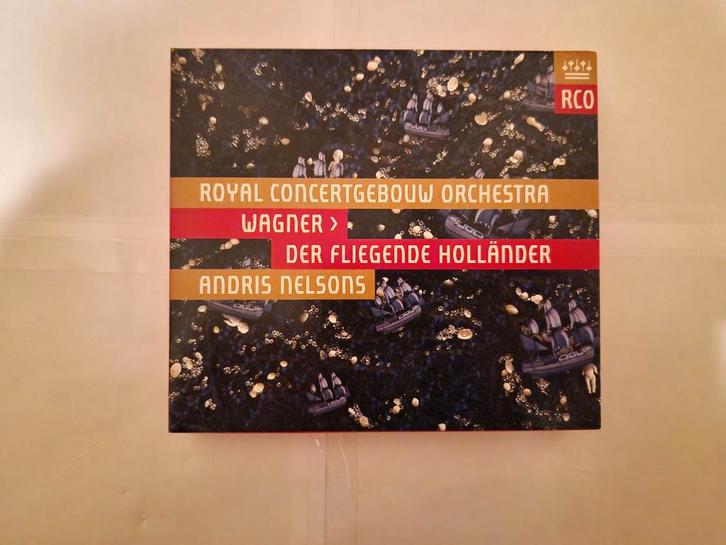 RCO
ROYAL CONCERTGEBOUW ORCHESTRA
WAGNER >
DER FLIEGENDE HOLLÄNDER
ANDRIS NELSONS